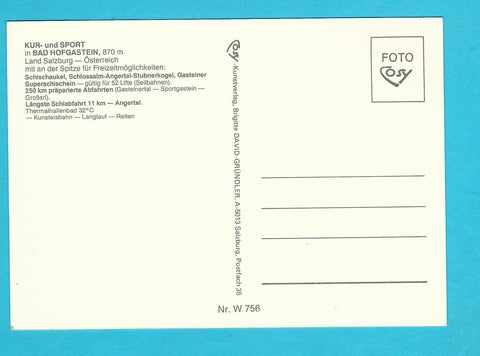 KUR- und SPORT
in BAD HOFGASTEIN, 870 m
Land Salzburg — Österreich
mit an der Spitze für Freizeitmöglichkeiten:
Schischaukel, Schlossalm-Angertal-Stubnerkogel, Gasteiner
Superschischein — gültig für 52 Lifte (Seilbahnen).
250 km präparierte Abfahrten (Gasteinertal — Sportgastein —
Großarl).
Längste Schiabfahrt 11 km — Angertal.
Thermalhallenbad 32°C
— Kunsteisbahn — Langlauf — Reiten
Cosy-Kunstverlag, Brigitte DAVID-GRÜNDLER, A-5013 Salzburg, Postfach 35
FOTO
Cosy
Nr. W 756